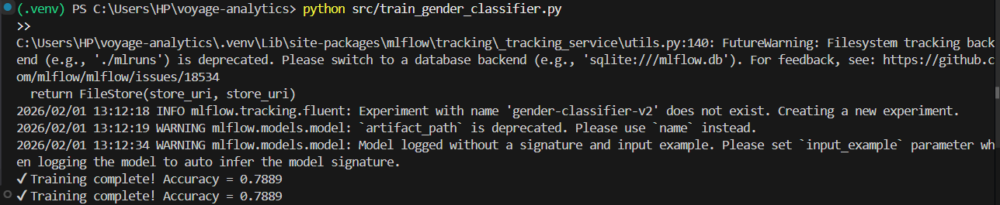 (.venv) PS C:\Users\HP\voyage-analytics> python src/train_gender_classifier.py
>>
C:\Users\HP\voyage-analytics\.venv\Lib\site-packages\mlflow\tracking\_tracking_service\utils.py:140: FutureWarning: Filesystem tracking back
end (e.g., './mlruns') is deprecated. Please switch to a database backend (e.g., 'sqlite:///mlflow.db'). For feedback, see: https://github.c
om/mlflow/mlflow/issues/18534
  return FileStore(store_uri, store_uri)
2026/02/01 13:12:18 INFO mlflow.tracking.fluent: Experiment with name 'gender-classifier-v2' does not exist. Creating a new experiment.
2026/02/01 13:12:19 WARNING mlflow.models.model: `artifact_path` is deprecated. Please use `name` instead.
2026/02/01 13:12:34 WARNING mlflow.models.model: Model logged without a signature and input example. Please set `input_example` parameter wh
en logging the model to auto infer the model signature.
✔ Training complete! Accuracy = 0.7889
✔ Training complete! Accuracy = 0.7889